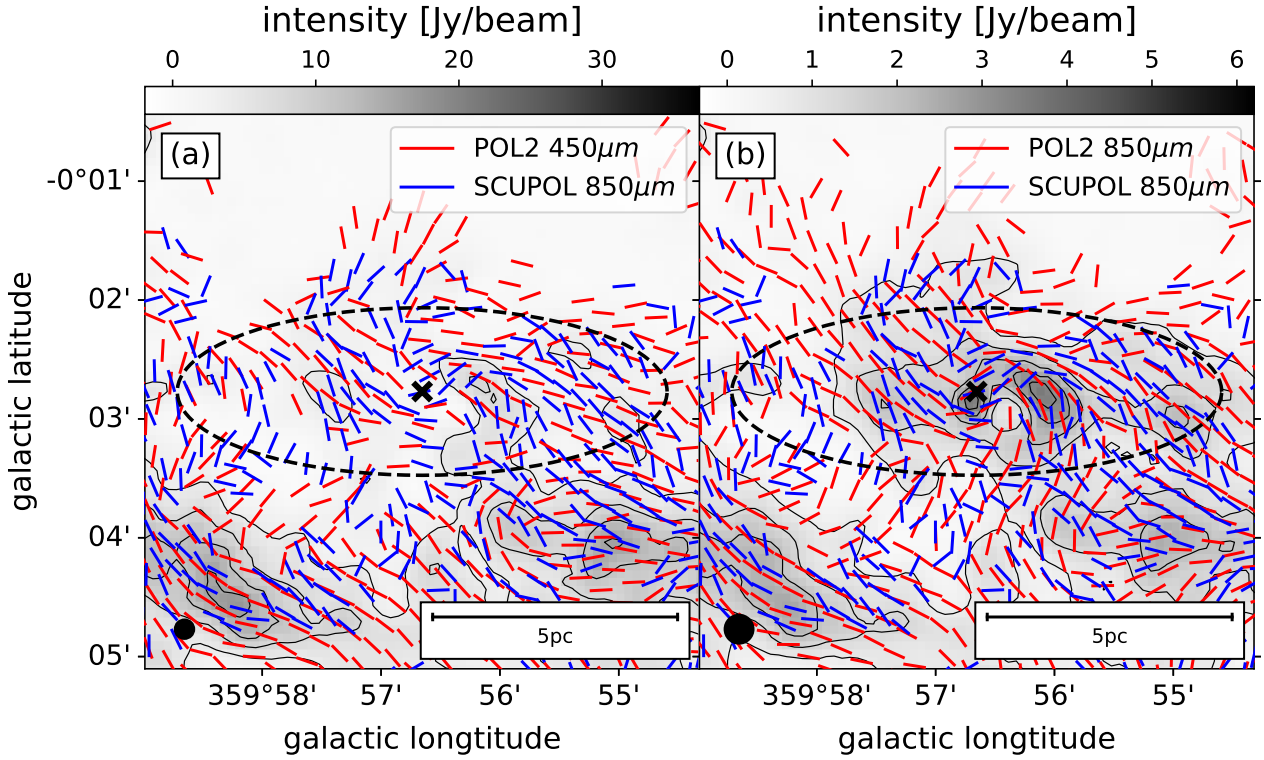 intensity [Jy/beam]
intensity [Jy/beam]
0 10 20 30
0 1 2 3 4 5 6
(a)
POL2 450μm
SCUPOL 850μm
(b)
POL2 850μm
SCUPOL 850μm
-0°01'
02'
03'
04'
05'
galactic latitude
5pc
5pc
359°58' 57' 56' 55'
359°58' 57' 56' 55'
galactic longtitude
galactic longtitude